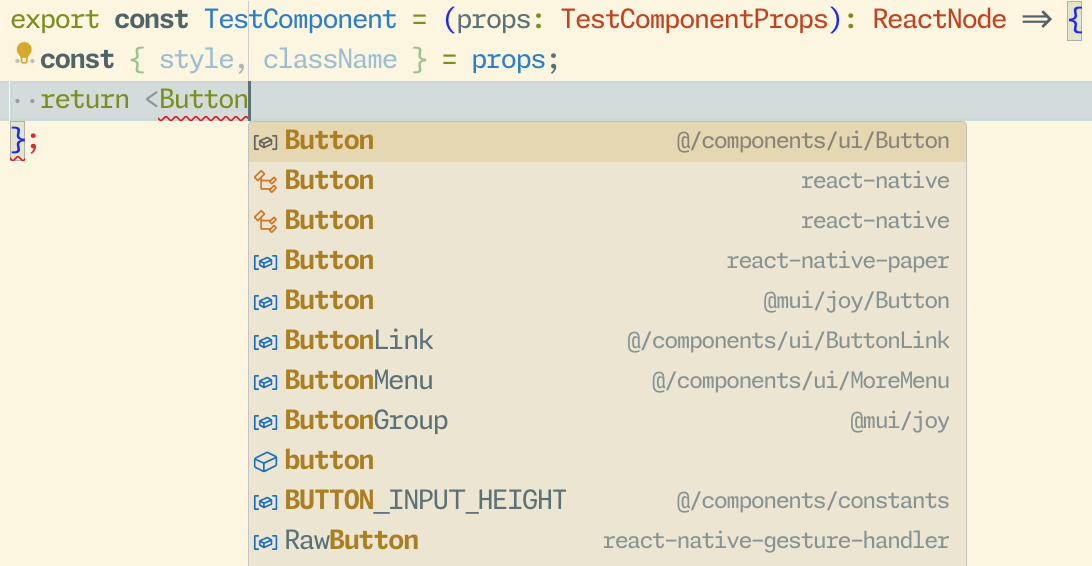 export const TestComponent = (props: TestComponentProps): ReactNode => {
const { style, className } = props;
return <Button
};
Button @/components/ui/Button
Button react-native
Button react-native
Button react-native-paper
Button @mui/joy/Button
ButtonLink @/components/ui/ButtonLink
ButtonMenu @/components/ui/MoreMenu
ButtonGroup @mui/joy
button
BUTTON_INPUT_HEIGHT @/components/constants
RawButton react-native-gesture-handler